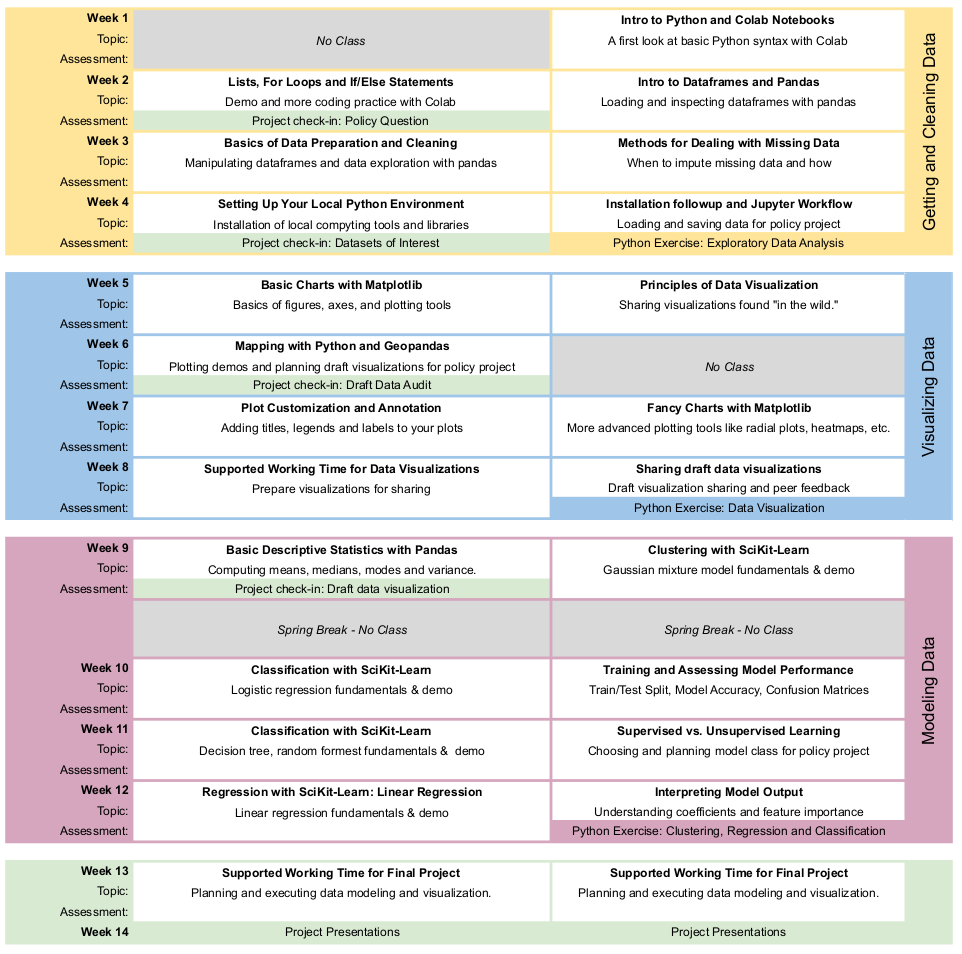 Week 1
Intro to Python and Colab Notebooks
Topic:
No Class
A first look at basic Python syntax with Colab
Assessment:
Week 2
Lists, For Loops and If/Else Statements
Intro to Dataframes and Pandas
Topic:
Demo and more coding practice with Colab
Loading and inspecting dataframes with pandas
Assessment:
Project check-in: Policy Question
Week 3
Basics of Data Preparation and Cleaning
Methods for Dealing with Missing Data
Topic:
Manipulating dataframes and data exploration with pandas
When to impute missing data and how
Assessment:
Week 4
Setting Up Your Local Python Environment
Installation followup and Jupyter Workflow
Topic:
Installation of local compyting tools and libraries
Loading and saving data for policy project
Assessment:
Project check-in: Datasets of Interest
Python Exercise: Exploratory Data Analysis
Getting and Cleaning Data
Week 5
Basic Charts with Matplotlib
Principles of Data Visualization
Topic:
Basics of figures, axes, and plotting tools
Sharing visualizations found "in the wild."
Assessment:
Week 6
Mapping with Python and Geopandas
Topic:
Plotting demos and planning draft visualizations for policy project
No Class
Assessment:
Project check-in: Draft Data Audit
Week 7
Plot Customization and Annotation
Fancy Charts with Matplotlib
Topic:
Adding titles, legends and labels to your plots
More advanced plotting tools like radial plots, heatmaps, etc.
Assessment:
Week 8
Supported Working Time for Data Visualizations
Sharing draft data visualizations
Topic:
Prepare visualizations for sharing
Draft visualization sharing and peer feedback
Assessment:
Python Exercise: Data Visualization
Visualizing Data
Week 9
Basic Descriptive Statistics with Pandas
Clustering with SciKit-Learn
Topic:
Computing means, medians, modes and variance.
Gaussian mixture model fundamentals & demo
Assessment:
Project check-in: Draft data visualization
Spring Break - No Class
Spring Break - No Class
Week 10
Classification with SciKit-Learn
Training and Assessing Model Performance
Topic:
Logistic regression fundamentals & demo
Train/Test Split, Model Accuracy, Confusion Matrices
Assessment:
Week 11
Classification with SciKit-Learn
Supervised vs. Unsupervised Learning
Topic:
Decision tree, random formest fundamentals &  demo
Choosing and planning model class for policy project
Assessment:
Week 12
Regression with SciKit-Learn: Linear Regression
Interpreting Model Output
Topic:
Linear regression fundamentals & demo
Understanding coefficients and feature importance
Assessment:
Python Exercise: Clustering, Regression and Classification
Modeling Data
Week 13
Supported Working Time for Final Project
Supported Working Time for Final Project
Topic:
Planning and executing data modeling and visualization.
Planning and executing data modeling and visualization.
Assessment:
Week 14
Project Presentations
Project Presentations